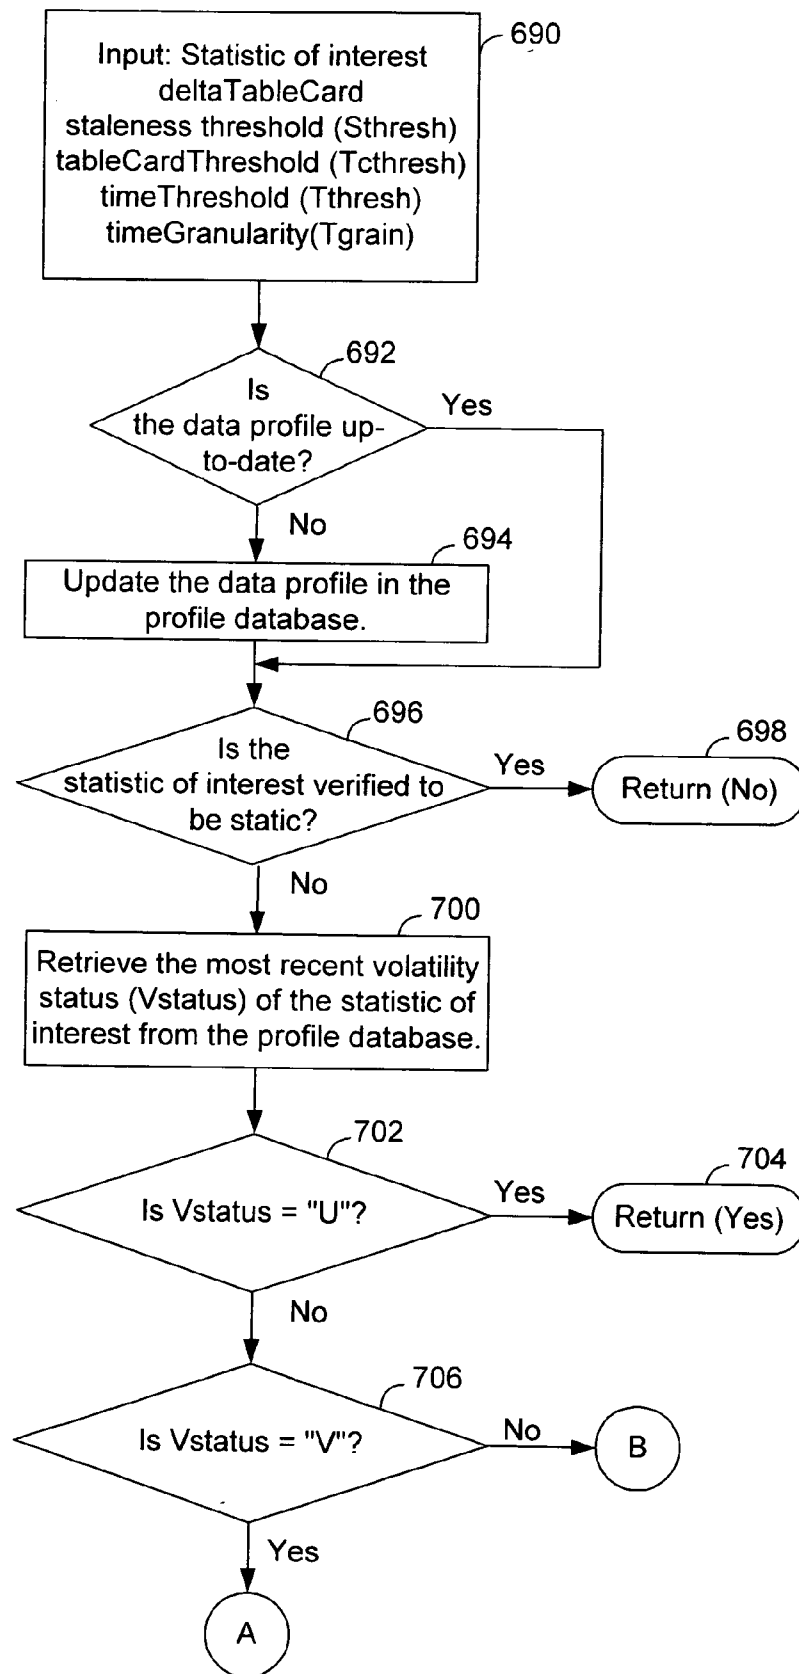 690
Input: Statistic of interest
deltaTableCard
staleness threshold (Sthresh)
tableCardThreshold (Tcthresh)
timeThreshold (Tthresh)
timeGranularity(Tgrain)
692
Is
the data profile up-
to-date?
Yes
No
694
Update the data profile in the
profile database.
696
Is the
statistic of interest verified to
be static?
Yes
698
Return (No)
No
700
Retrieve the most recent volatility
status (Vstatus) of the statistic of
interest from the profile database.
702
Is Vstatus = "U"?
Yes
704
Return (Yes)
No
706
Is Vstatus = "V"?
No
B
Yes
A